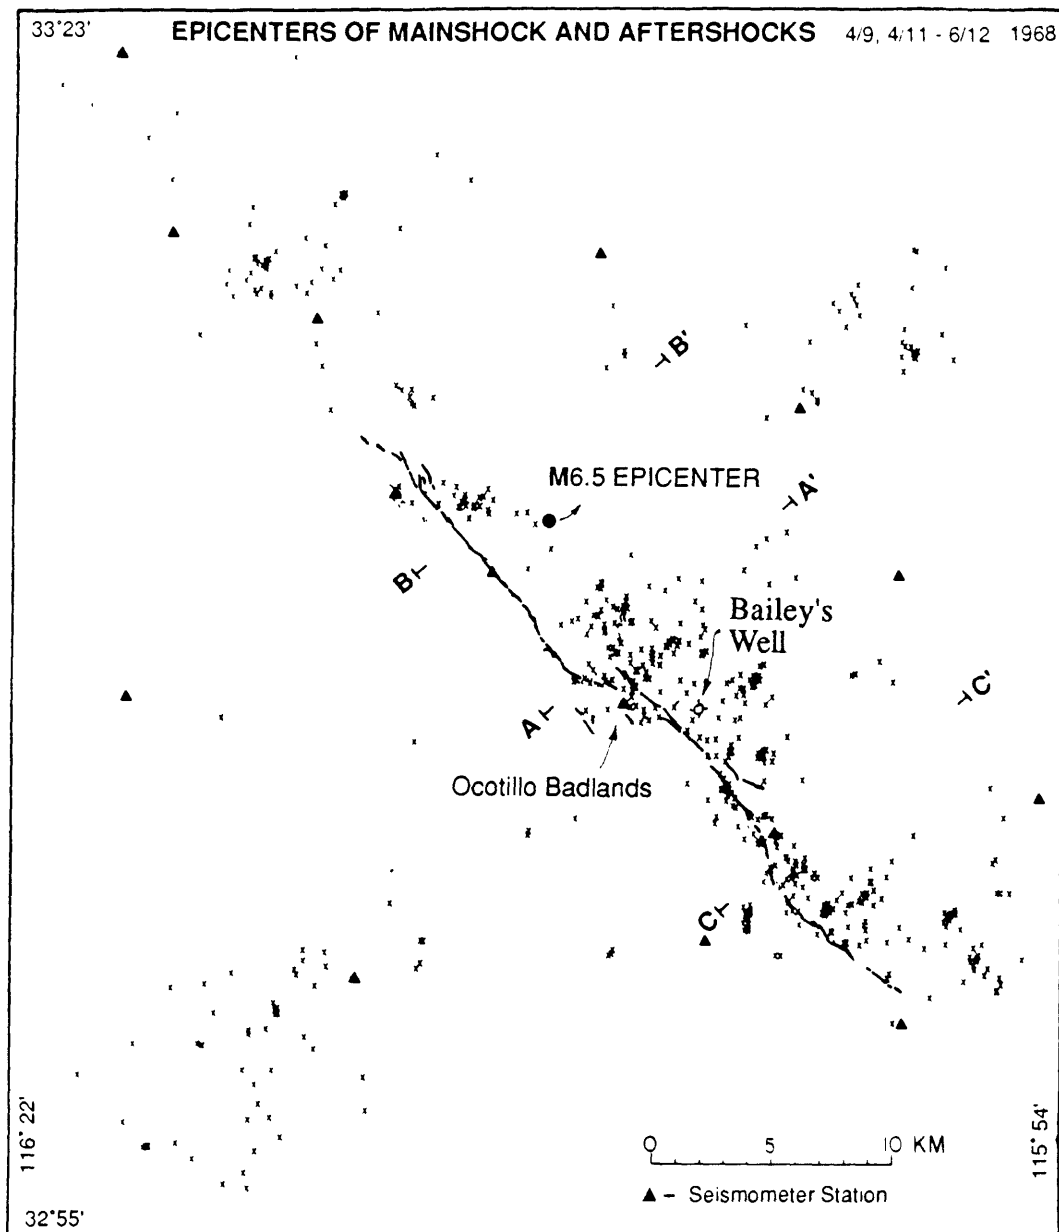 33°23'
EPICENTERS OF MAINSHOCK AND AFTERSHOCKS 4/9, 4/11 - 6/12 1968
B'
M6.5 EPICENTER
A'
B
Bailey's
Well
C'
A
Ocotillo Badlands
C
116° 22'
115° 54'
0 5 10 KM
▲ - Seismometer Station
32°55'